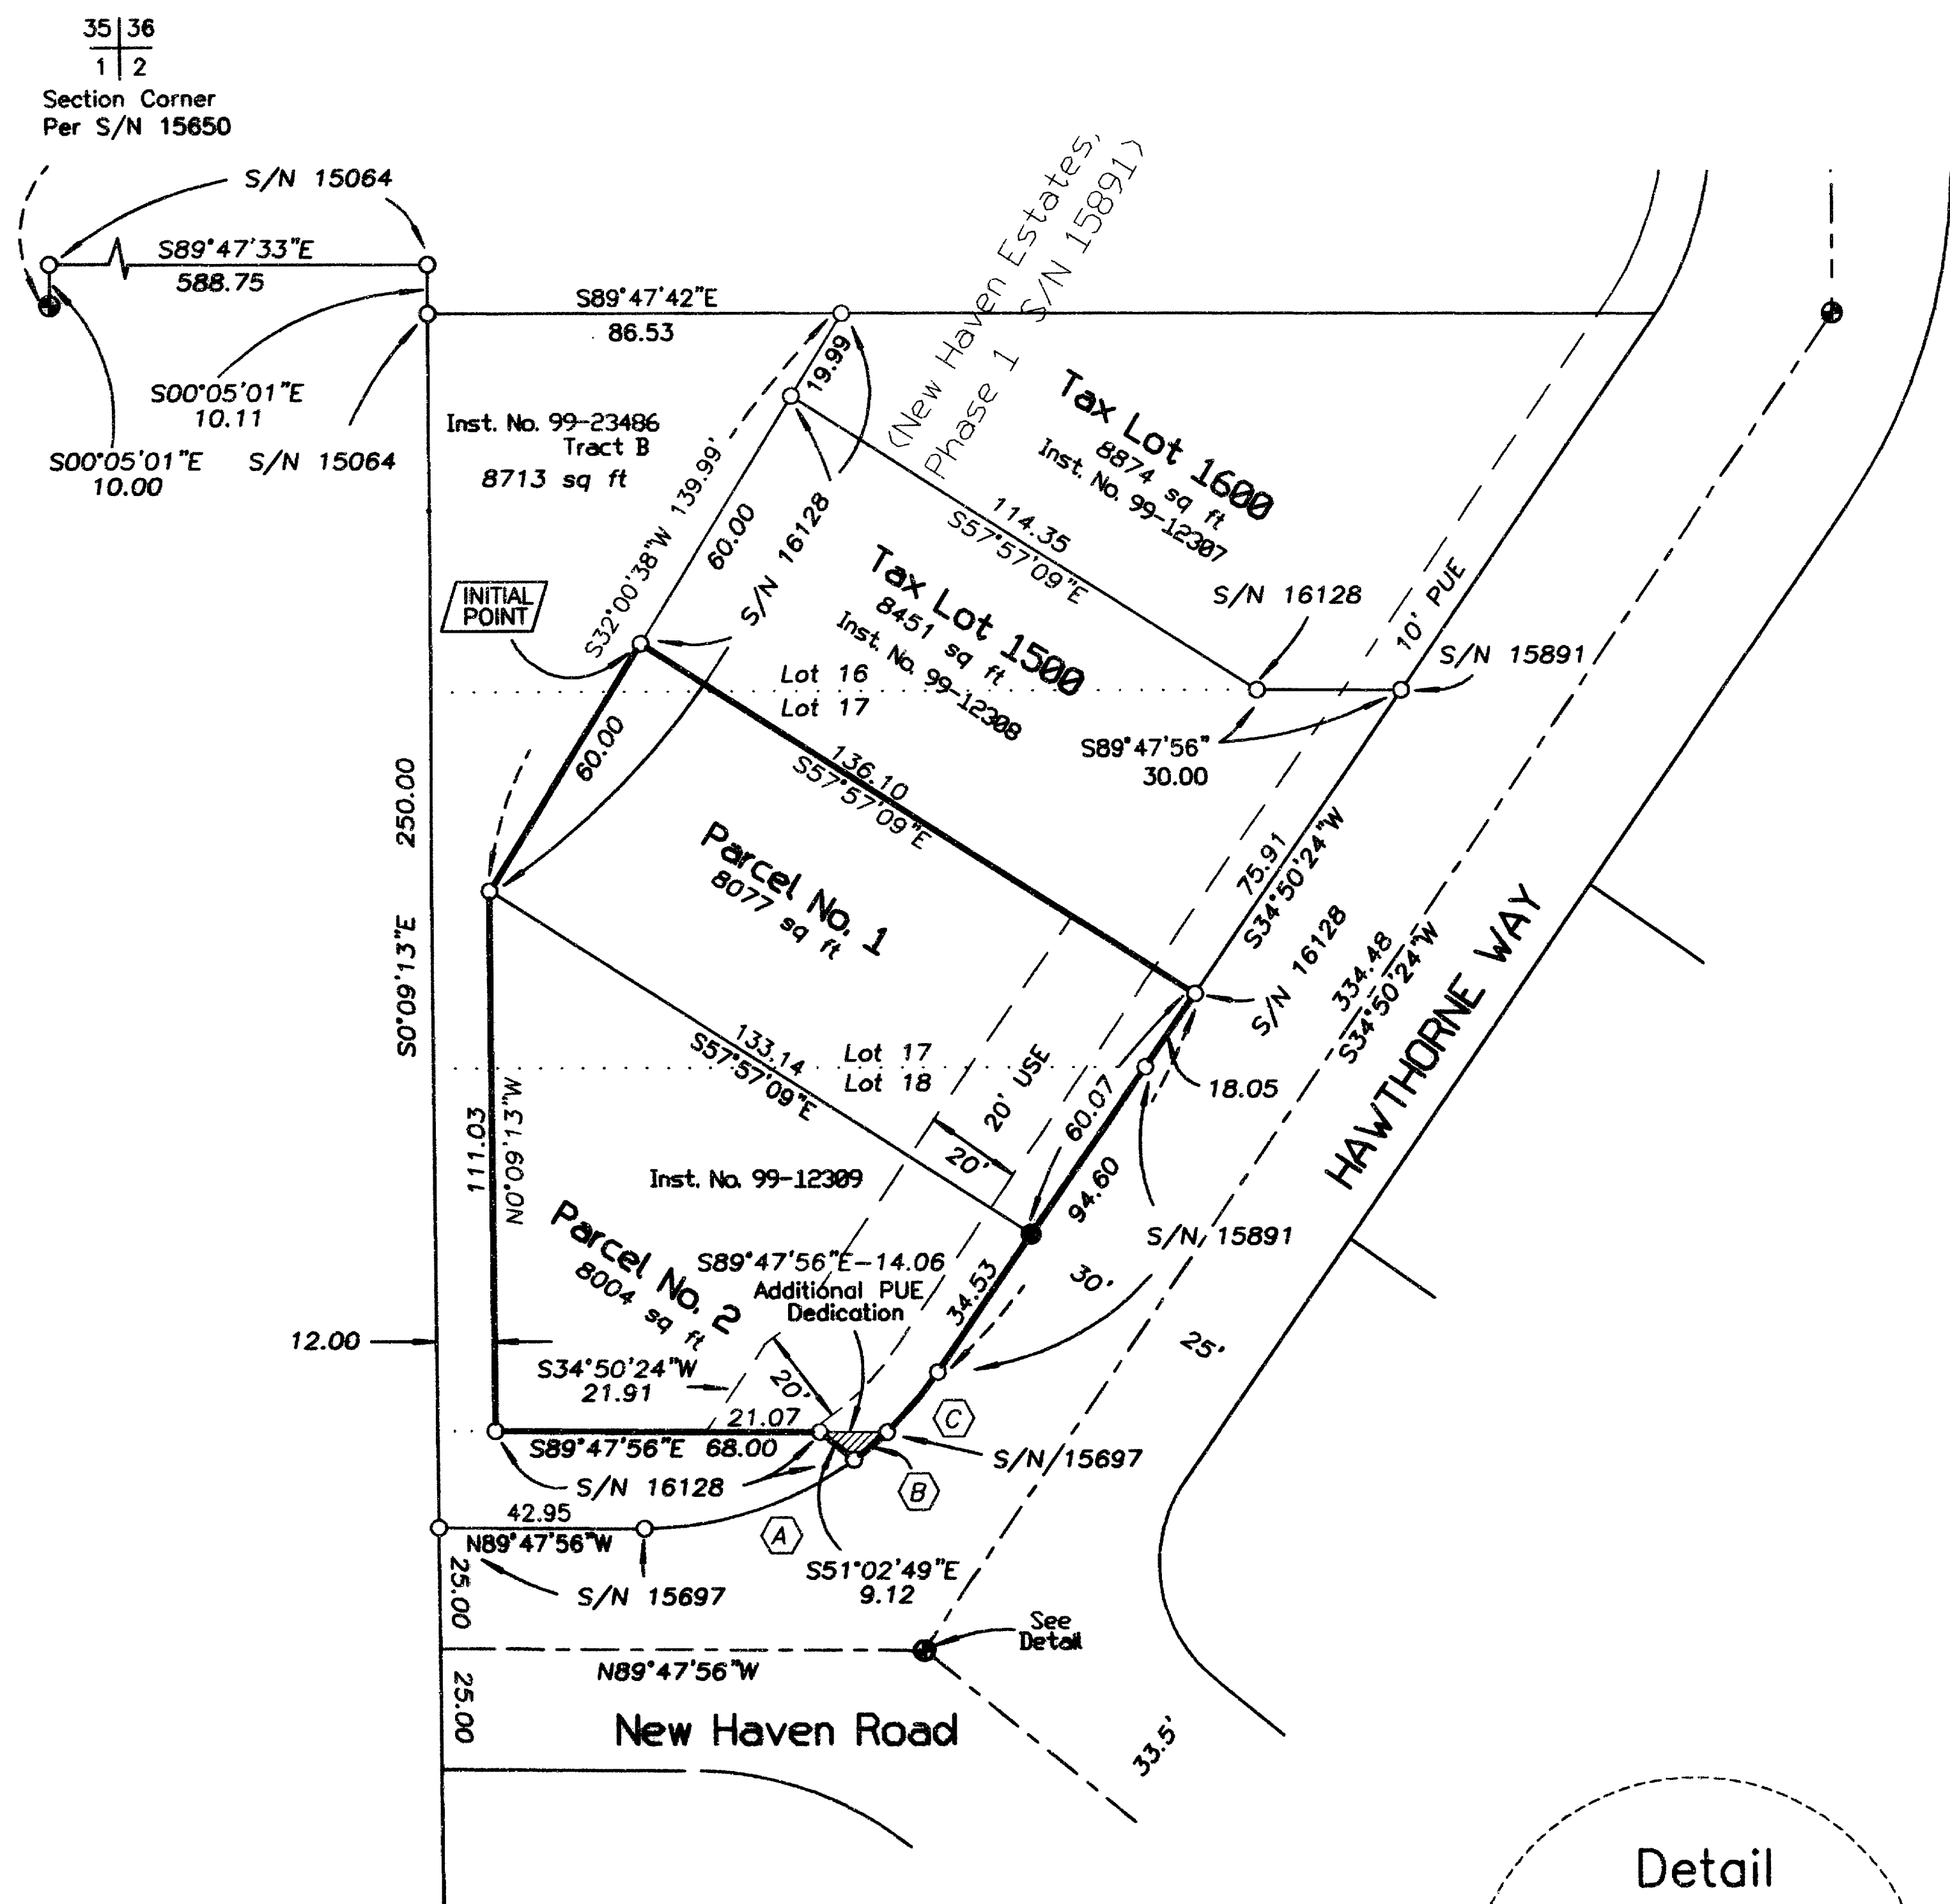 35 36
1 2
Section Corner
Per S/N 15650
S/N 15064
S89°47'33"E
588.75
S89°47'42"E
86.53
S00°05'01"E
10.11
S00°05'01"E
10.00
S/N 15064
(New Haven Estates,
Phase 1 S/N 15891)
19.99
Inst. No. 99-23486
Tract B
8713 sq ft
S32°00'38"W 139.99'
60.00
S/N 16128
Tax Lot 1600
8874 sq ft
Inst. No. 99-12307
114.35
S57°57'09"E
S/N 16128
10' PUE
S/N 15891
INITIAL
POINT
Tax Lot 1500
8451 sq ft
Inst. No. 99-12308
Lot 16
Lot 17
S89°47'56"
30.00
60.00
136.10
S57°57'09"E
250.00
S0°09'13"E
Parcel No. 1
8077 sq ft
75.91
S34°50'24"W
S/N 16128
334.48
S34°50'24"W
HAWTHORNE WAY
133.14
S57°57'09"E
Lot 17
Lot 18
20' USE
20'
60.07
18.05
94.60
111.03
N0°09'13"W
Inst. No. 99-12309
Parcel No. 2
8004 sq ft
S89°47'56"E-14.06
Additional PUE
Dedication
S/N 15891
34.53
30'
25'
12.00
S34°50'24"W
21.91
20'
21.07
S89°47'56"E 68.00
C
S/N 15697
B
S/N 16128
42.95
N89°47'56"W
A
S51°02'49"E
9.12
S/N 15697
25.00
See
Detail
N89°47'56"W
25.00
New Haven Road
33.5'
Detail